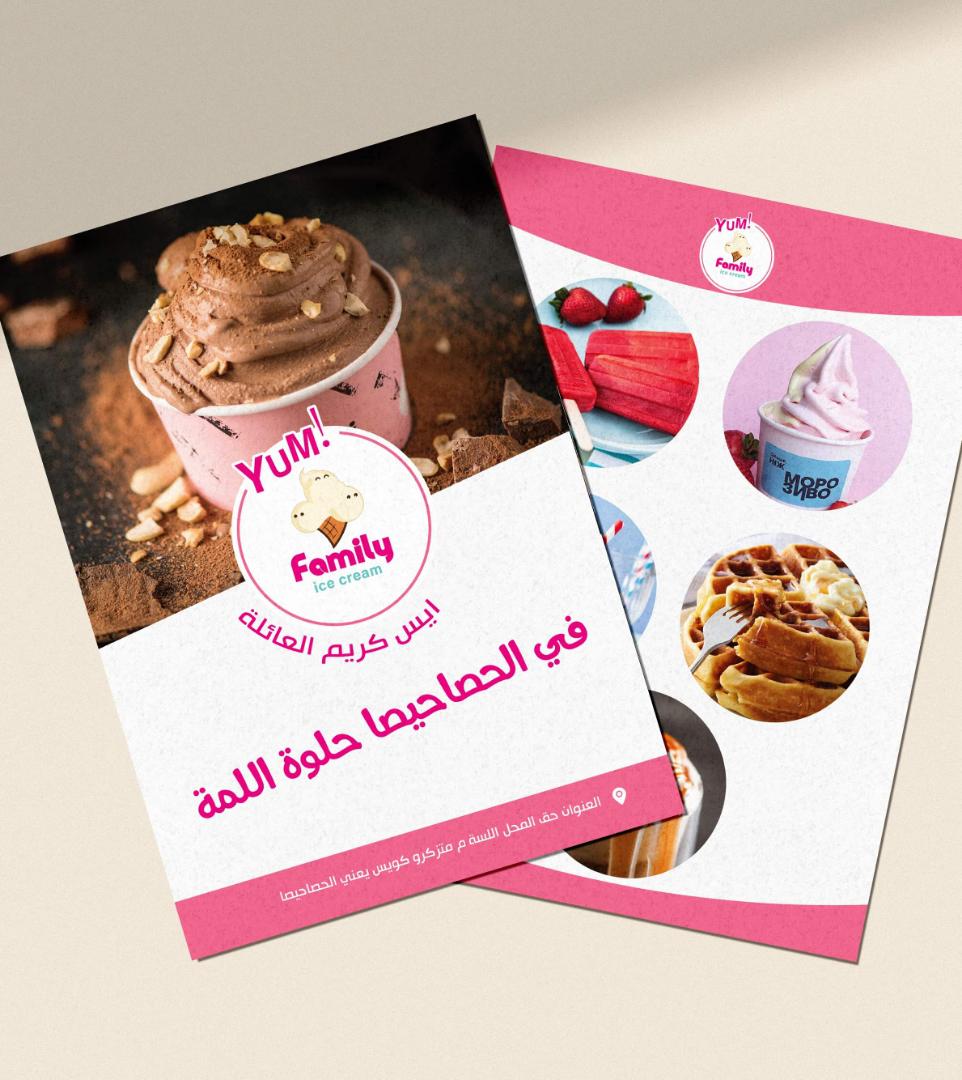 YUM!
Family
ice cream
ايس كريم العائلة
في الحصاحيصا حلوة اللمة
العنوان حق المحل اللسة م متزكرو كويس يعني الحصاحيصا
YUM!
Family
ice cream
МОРО
ЗИВО